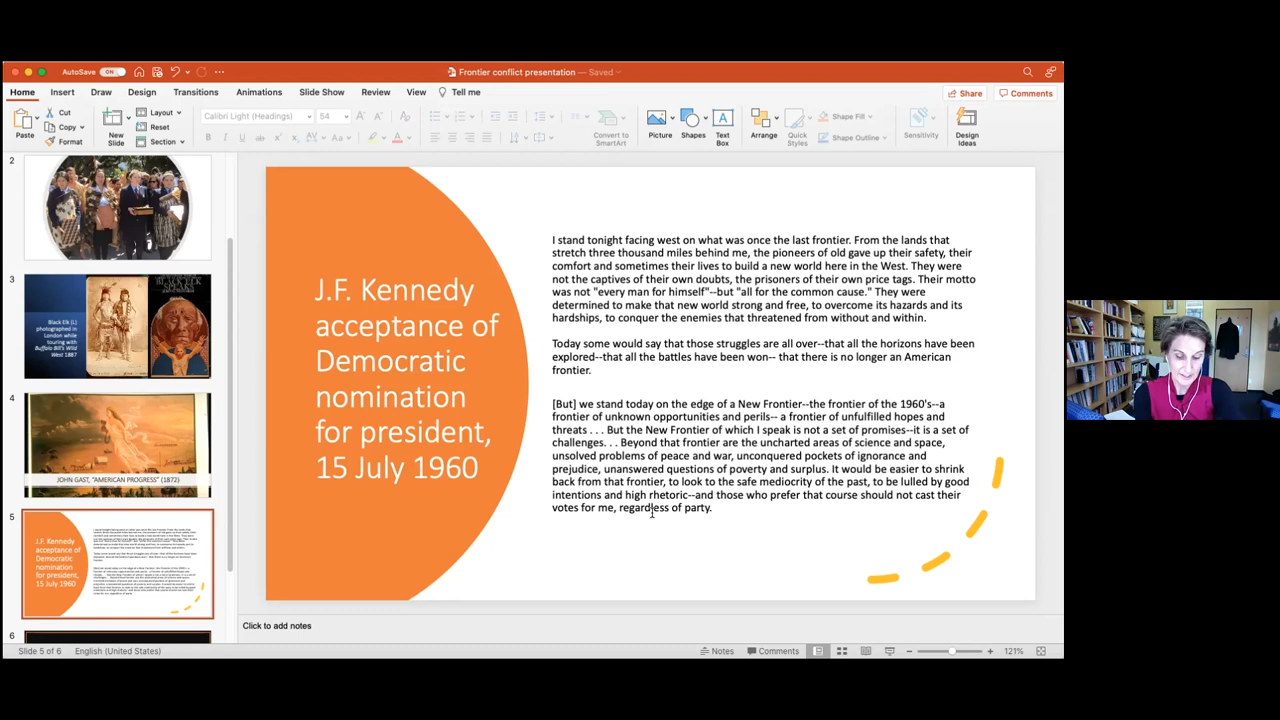 AutoSave ON
Frontier conflict presentation — Saved
Home Insert Draw Design Transitions Animations Slide Show Review View Tell me
Share Comments
Paste
Cut
Copy
Format
New Slide
Layout
Reset
Section
Calibri Light (Headings) 54
Convert to SmartArt
Picture Shapes Text Box
Arrange Quick Styles
Shape Fill
Shape Outline
Sensitivity
Design Ideas
2
3
Black Elk (L)
photographed in
London while
touring with
Buffalo Bill's Wild
West 1887
4
JOHN GAST, "AMERICAN PROGRESS" (1872)
5
J.F. Kennedy
acceptance of
Democratic
nomination
for president,
15 July 1960
6
J.F. Kennedy
acceptance of
Democratic
nomination
for president,
15 July 1960
I stand tonight facing west on what was once the last frontier. From the lands that
stretch three thousand miles behind me, the pioneers of old gave up their safety, their
comfort and sometimes their lives to build a new world here in the West. They were
not the captives of their own doubts, the prisoners of their own price tags. Their motto
was not "every man for himself"--but "all for the common cause." They were
determined to make that new world strong and free, to overcome its hazards and its
hardships, to conquer the enemies that threatened from without and within.
Today some would say that those struggles are all over--that all the horizons have been
explored--that all the battles have been won-- that there is no longer an American
frontier.
[But] we stand today on the edge of a New Frontier--the frontier of the 1960's--a
frontier of unknown opportunities and perils-- a frontier of unfulfilled hopes and
threats . . . But the New Frontier of which I speak is not a set of promises--it is a set of
challenges. . . Beyond that frontier are the uncharted areas of science and space,
unsolved problems of peace and war, unconquered pockets of ignorance and
prejudice, unanswered questions of poverty and surplus. It would be easier to shrink
back from that frontier, to look to the safe mediocrity of the past, to be lulled by good
intentions and high rhetoric--and those who prefer that course should not cast their
votes for me, regardless of party.
Click to add notes
Slide 5 of 6 English (United States)
Notes Comments 121%